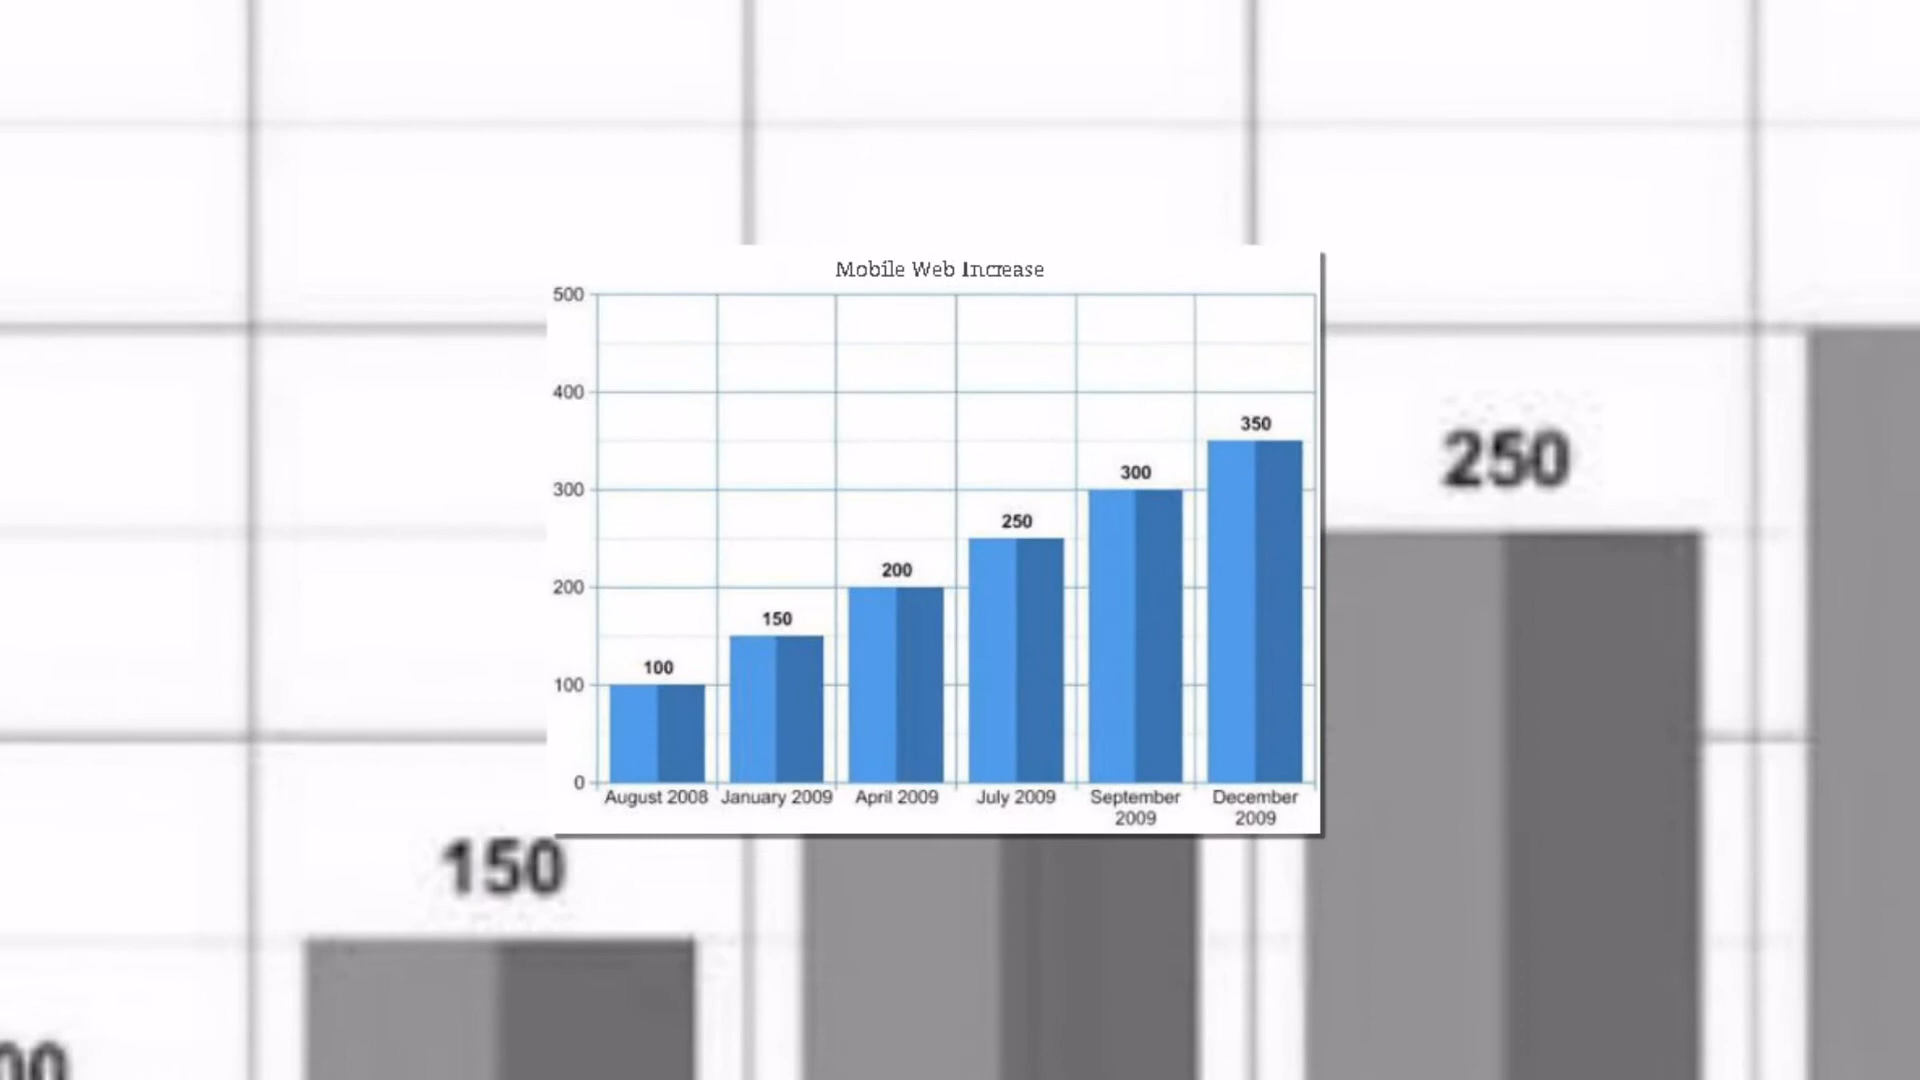 Mobile Web Increase
500
400
300
200
100
0
100
150
200
250
300
350
August 2008
January 2009
April 2009
July 2009
September
2009
December
2009
250
150
00